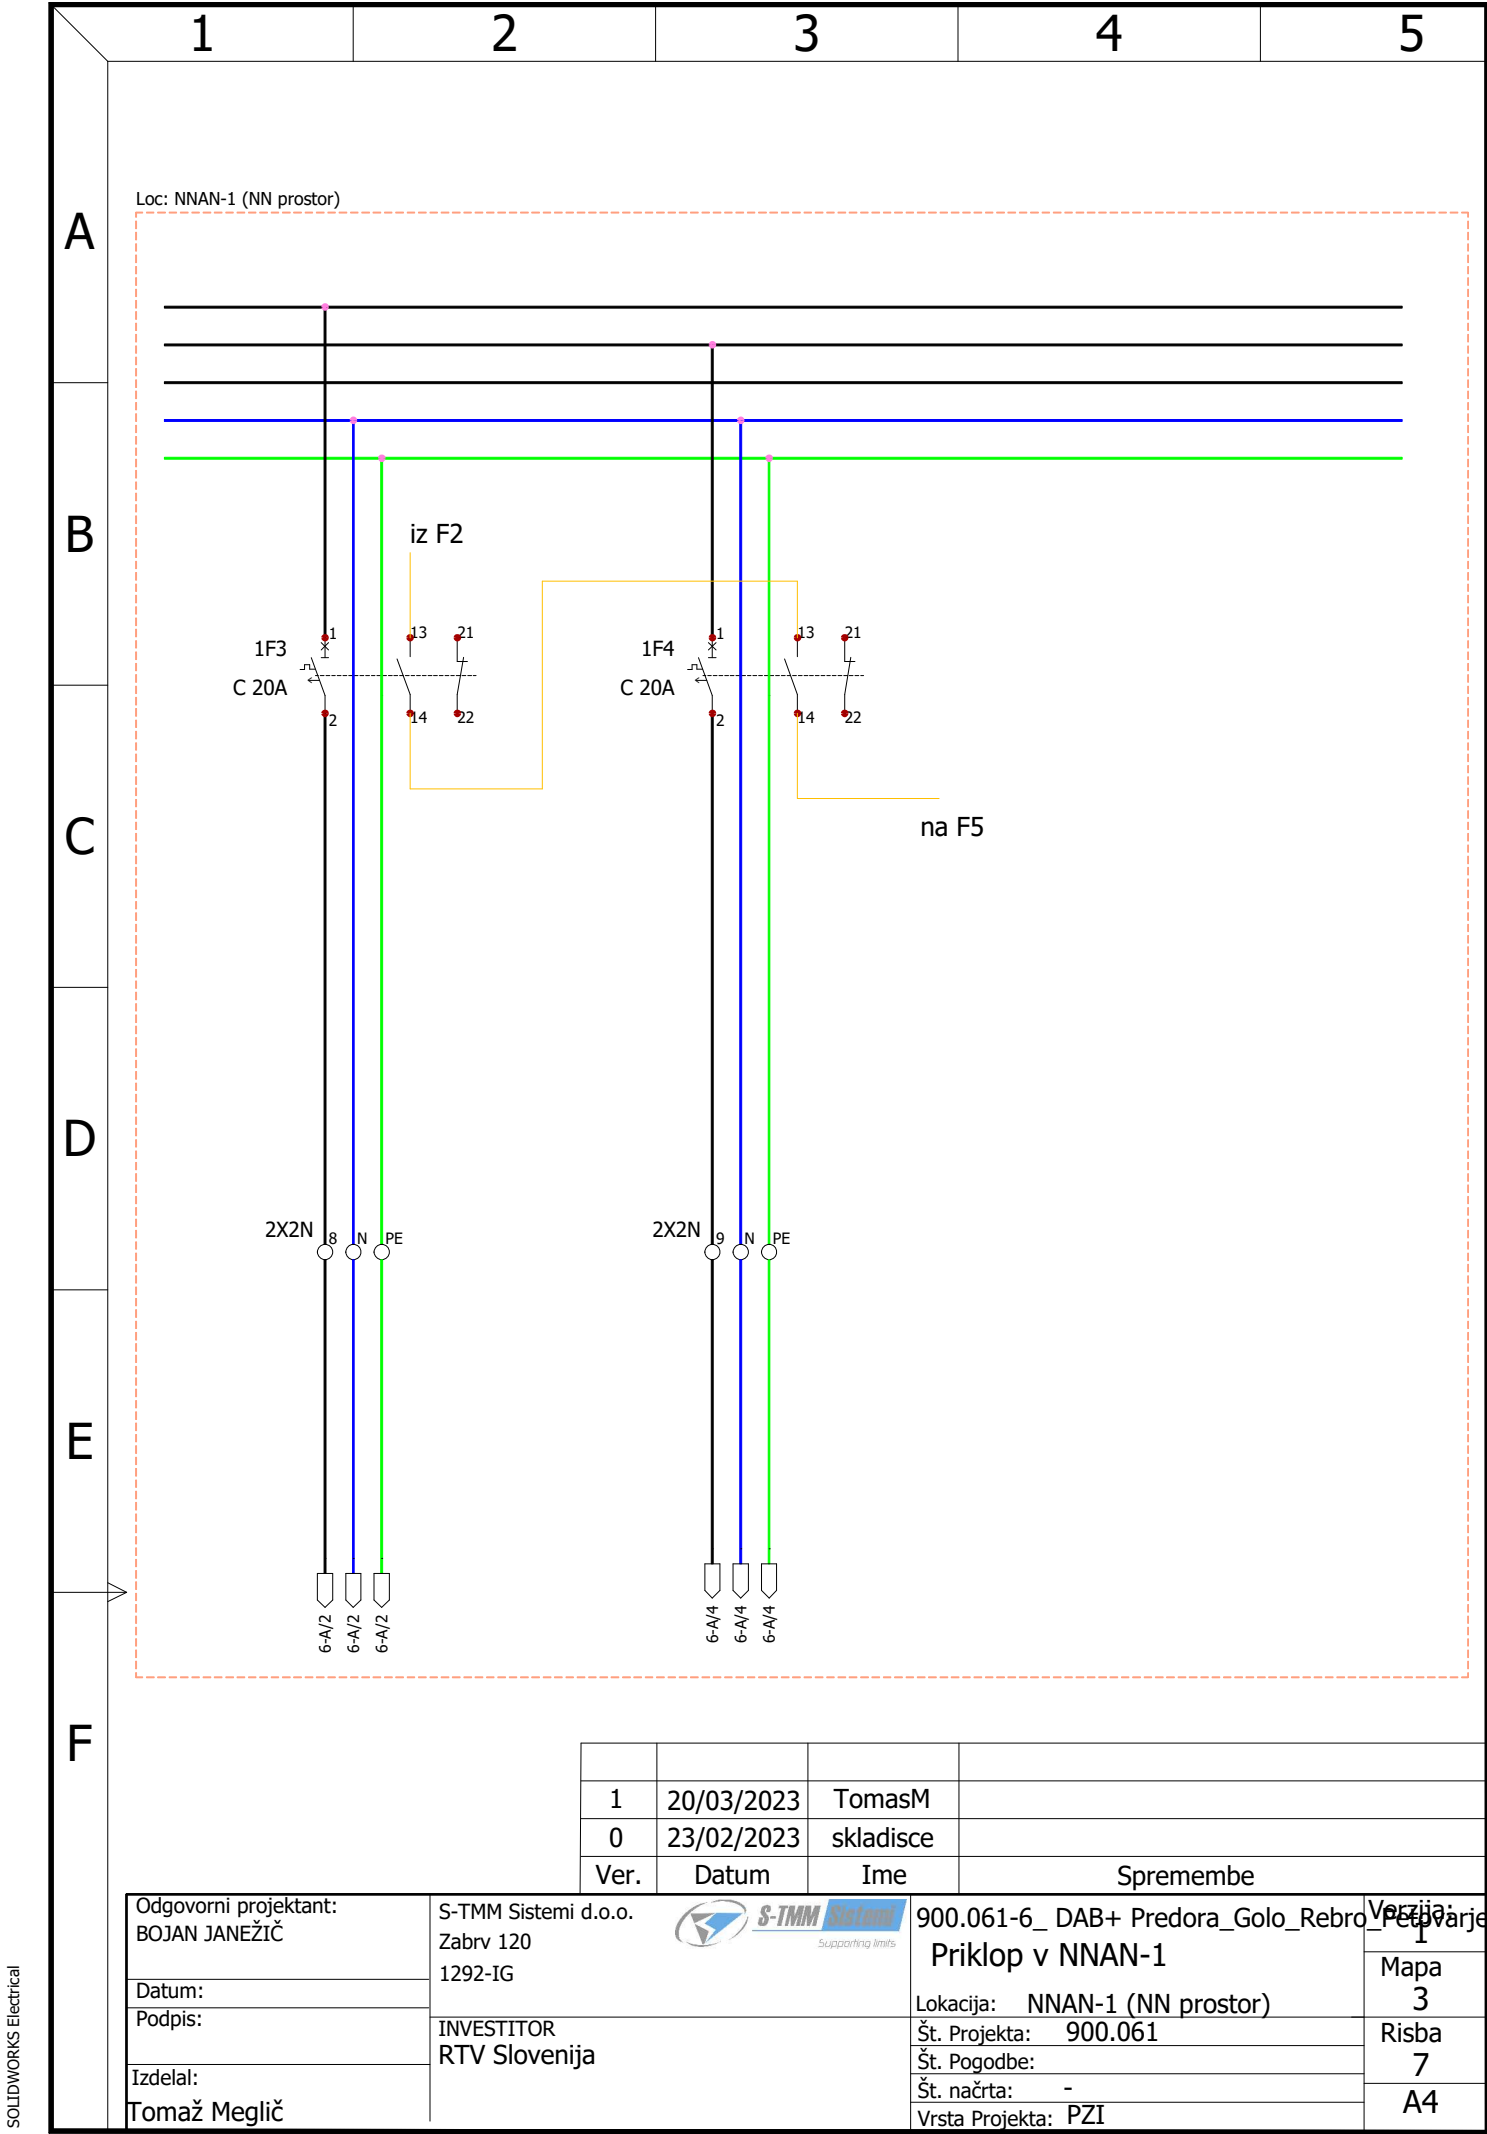 1 2 3 4 5
Loc: NNAN-1 (NN prostor)
A
B
C
D
E
F
iz F2
1F3
C 20A
1
2
13
14
21
22
1F4
C 20A
1
2
13
14
21
22
na F5
2X2N 8 N PE
2X2N 9 N PE
6-A/2 6-A/2 6-A/2
6-A/4 6-A/4 6-A/4
1 20/03/2023 TomasM
0 23/02/2023 skladisce
Ver. Datum Ime Spremembe
Odgovorni projektant:
BOJAN JANEŽIČ
Datum:
Podpis:
Izdelal:
Tomaž Meglič
S-TMM Sistemi d.o.o.
Zabrv 120
1292-IG
S-TMM Sistemi
Supporting limits
INVESTITOR
RTV Slovenija
900.061-6_ DAB+ Predora_Golo_Rebro_Petovarje
Priklop v NNAN-1
Lokacija: NNAN-1 (NN prostor)
Št. Projekta: 900.061
Št. Pogodbe:
Št. načrta: -
Vrsta Projekta: PZI
Verzija:
1
Mapa
3
Risba
7
A4
SOLIDWORKS Electrical